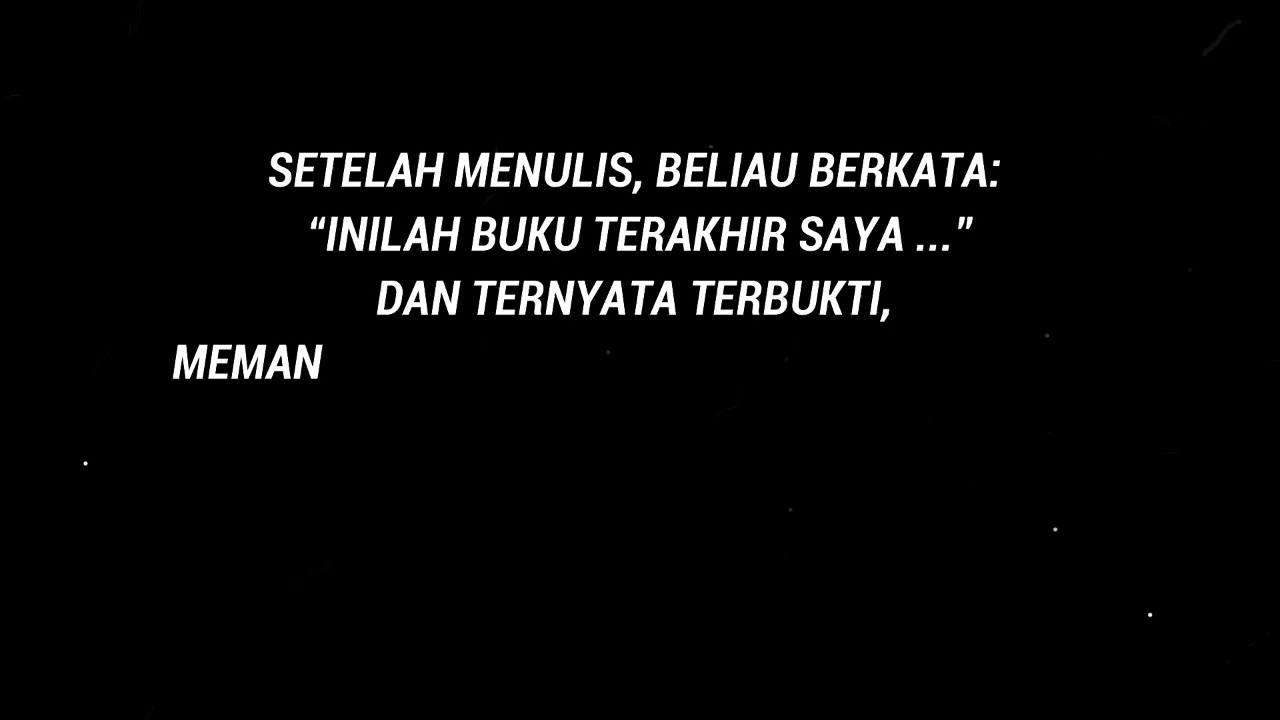 SETELAH MENULIS, BELIAU BERKATA:
“INILAH BUKU TERAKHIR SAYA ...”
DAN TERNYATA TERBUKTI,
MEMAN